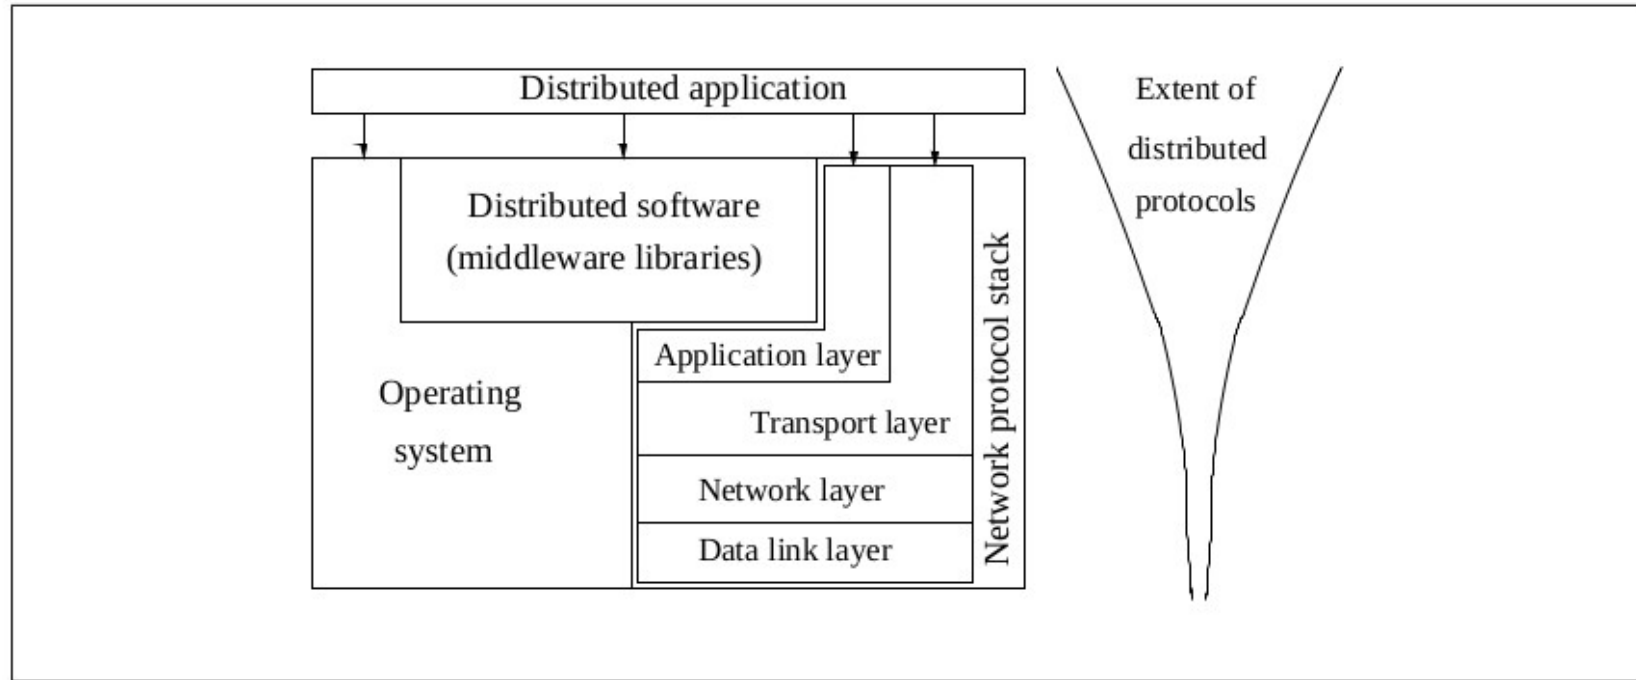 Distributed application
Distributed software
(middleware libraries)
Operating
system
Application layer
Transport layer
Network layer
Data link layer
Network protocol stack
Extent of
distributed
protocols